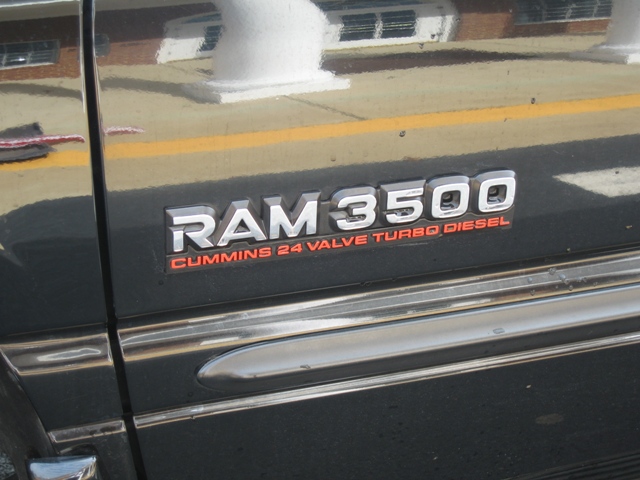 RAM 3500
CUMMINS 24 VALVE TURBO DIESEL